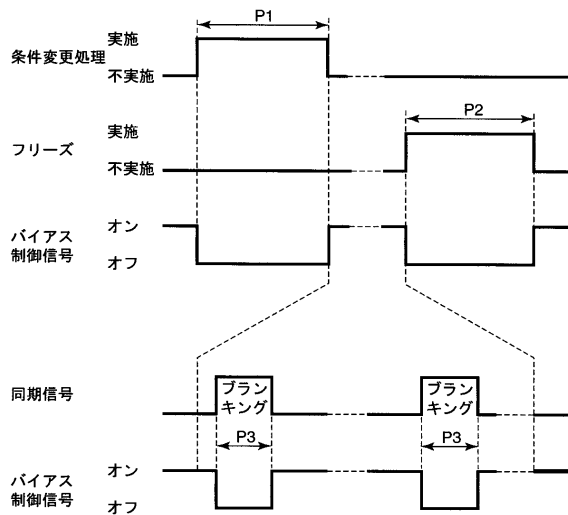 P1
実施
条件変更処理
不実施
P2
実施
フリーズ
不実施
オン
バイアス
制御信号
オフ
同期信号
ブラン
キング
ブラン
キング
P3
P3
オン
バイアス
制御信号
オフ